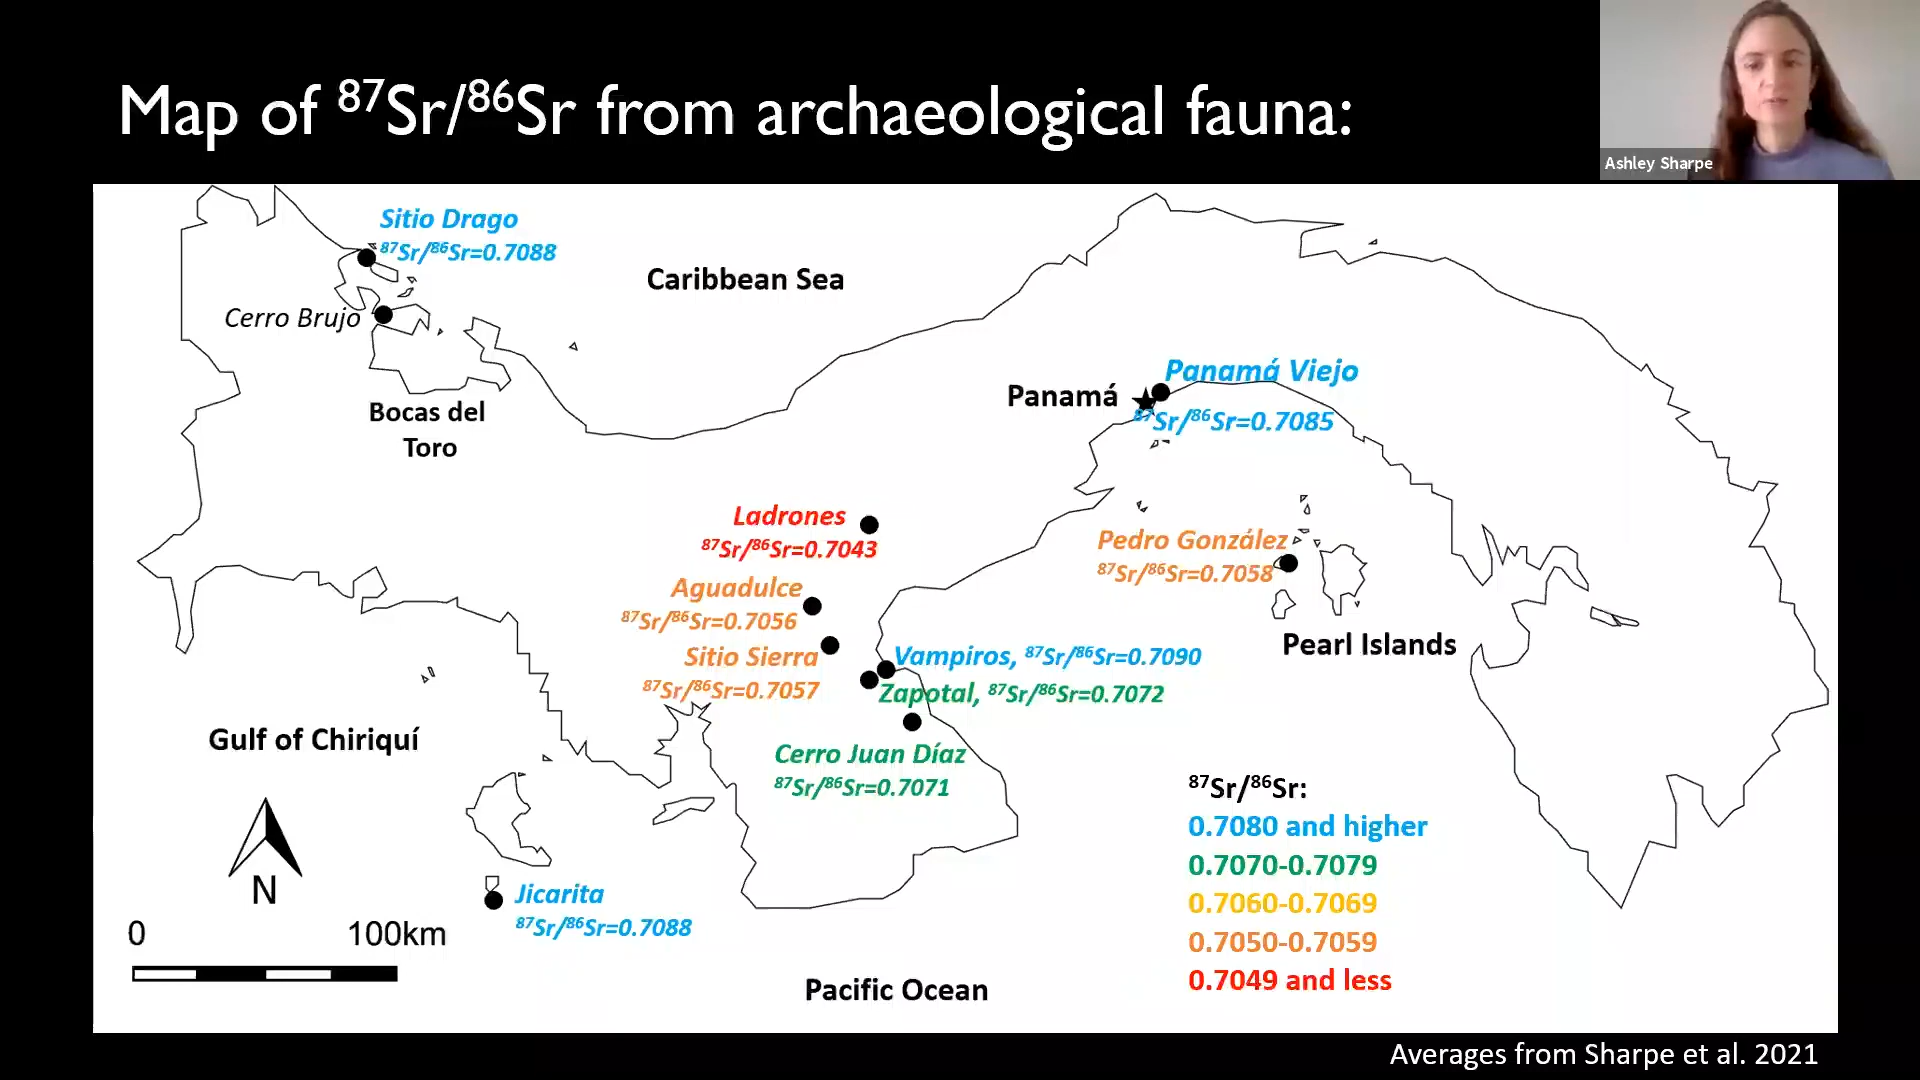 Map of ⁸⁷Sr/⁸⁶Sr from archaeological fauna:
Ashley Sharpe
Sitio Drago
⁸⁷Sr/⁸⁶Sr=0.7088
Caribbean Sea
Cerro Brujo
Bocas del
Toro
Panamá Viejo
Panamá
⁸⁷Sr/⁸⁶Sr=0.7085
Ladrones
⁸⁷Sr/⁸⁶Sr=0.7043
Pedro González
⁸⁷Sr/⁸⁶Sr=0.7058
Aguadulce
⁸⁷Sr/⁸⁶Sr=0.7056
Pearl Islands
Sitio Sierra
⁸⁷Sr/⁸⁶Sr=0.7057
Vampiros, ⁸⁷Sr/⁸⁶Sr=0.7090
Zapotal, ⁸⁷Sr/⁸⁶Sr=0.7072
Gulf of Chiriquí
Cerro Juan Díaz
⁸⁷Sr/⁸⁶Sr=0.7071
⁸⁷Sr/⁸⁶Sr:
0.7080 and higher
0.7070-0.7079
0.7060-0.7069
0.7050-0.7059
0.7049 and less
N
Jicarita
⁸⁷Sr/⁸⁶Sr=0.7088
0 100km
Pacific Ocean
Averages from Sharpe et al. 2021